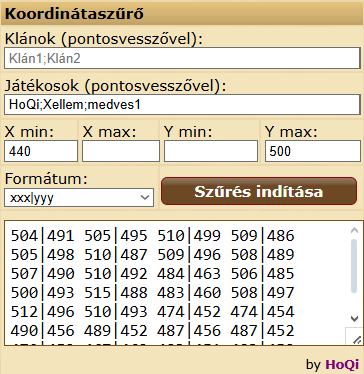 Koordinátaszűrő
Klánok (pontosvesszővel):
Klán1;Klán2
Játékosok (pontosvesszővel):
HoQi;Xellem;medves1
X min: X max: Y min: Y max:
440 500
Formátum:
xxx|yyy
Szűrés indítása
504|491 505|495 510|499 509|486
505|498 510|487 509|496 508|489
507|490 510|492 484|463 506|485
500|493 515|488 483|460 508|497
512|496 510|493 474|452 474|454
490|456 489|452 487|456 487|452
by HoQi